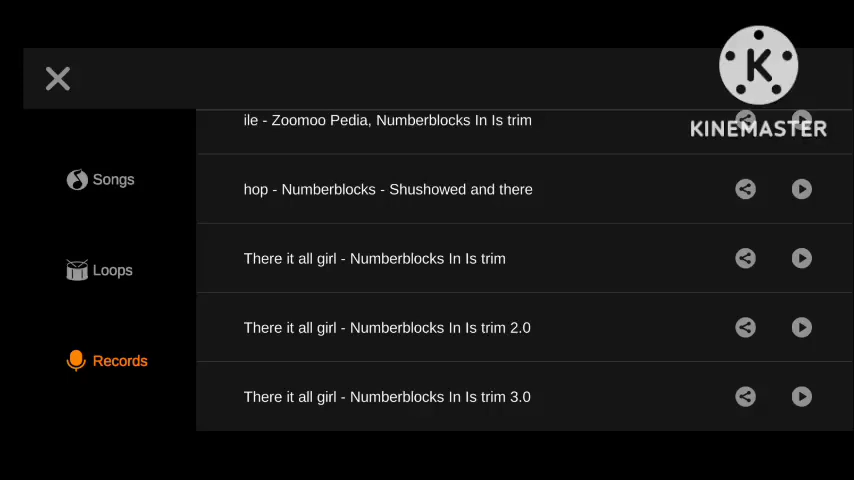 K
KINEMASTER
ile - Zoomoo Pedia, Numberblocks In Is trim
Songs
hop - Numberblocks - Shushowed and there
There it all girl - Numberblocks In Is trim
Loops
There it all girl - Numberblocks In Is trim 2.0
Records
There it all girl - Numberblocks In Is trim 3.0